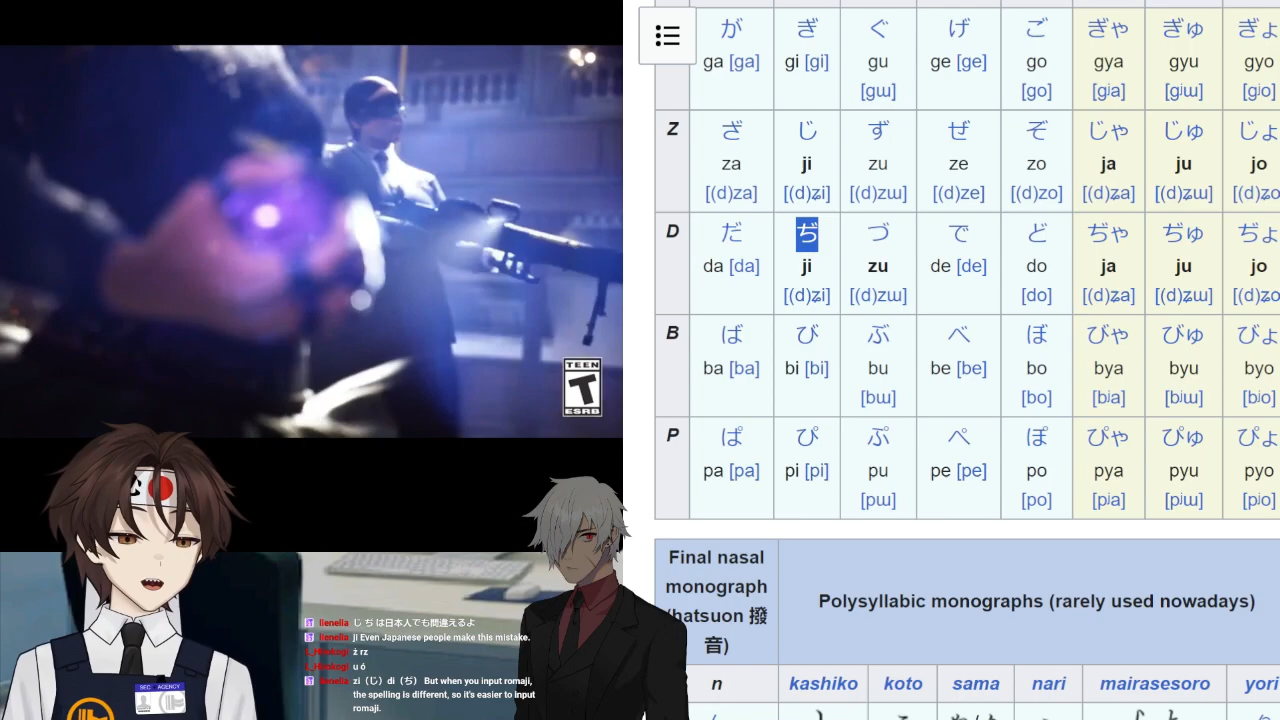 が ぎ ぐ げ ご ぎゃ ぎゅ ぎょ
ga [ga] gi [gi] gu ge [ge] go gya gyu gyo
[gɯ] [go] [gʲa] [gʲɯ] [gʲo]
Z ざ じ ず ぜ ぞ じゃ じゅ じょ
za ji zu ze zo ja ju jo
[(d)za] [(d)ʑi] [(d)zɯ] [(d)ze] [(d)zo] [(d)ʑa] [(d)ʑɯ] [(d)ʑo
D だ ぢ づ で ど ぢゃ ぢゅ ぢょ
da [da] ji zu de [de] do ja ju jo
[(d)ʑi] [(d)zɯ] [do] [(d)ʑa] [(d)ʑɯ] [(d)ʑo
B ば び ぶ べ ぼ びゃ びゅ びょ
ba [ba] bi [bi] bu be [be] bo bya byu byo
[bɯ] [bo] [bʲa] [bʲɯ] [bʲo]
P ぱ ぴ ぷ ぺ ぽ ぴゃ ぴゅ ぴょ
pa [pa] pi [pi] pu pe [pe] po pya pyu pyo
[pɯ] [po] [pʲa] [pʲɯ] [pʲo]
Final nasal
monograph
(hatsuon 撥
音)
Polysyllabic monographs (rarely used nowadays)
n kashiko koto sama nari mairasesoro yori
TEEN
T
ESRB
SEC AGENCY
lienella じ ぢ は日本人でも間違えるよ
lienella ji Even Japanese people make this mistake.
ż rz
u ó
zi（じ）di（ぢ） But when you input romaji,
the spelling is different, so it's easier to input
romaji.